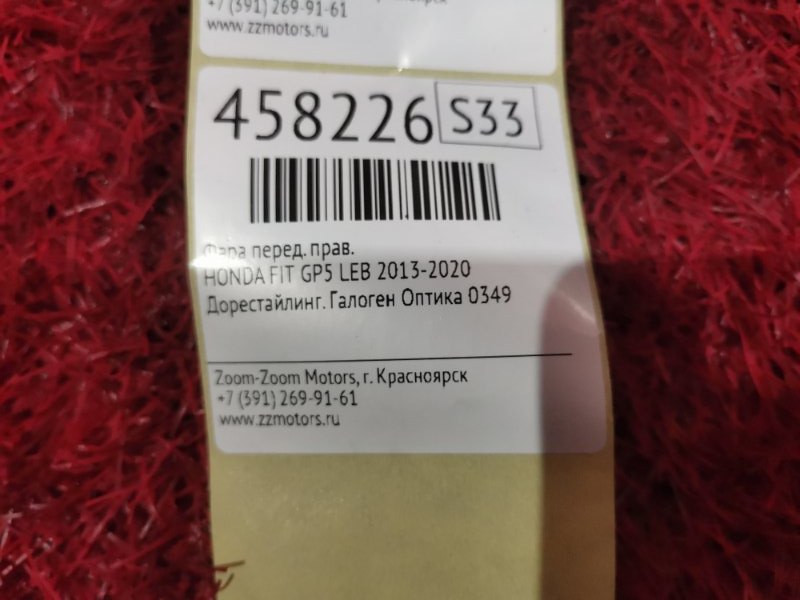 +7 (391) 269-91-61
www.zzmotors.ru
458226 S33
Фара перед. прав.
HONDA FIT GP5 LEB 2013-2020
Дорестайлинг. Галоген Оптика 0349
Zoom-Zoom Motors, г. Красноярск
+7 (391) 269-91-61
www.zzmotors.ru